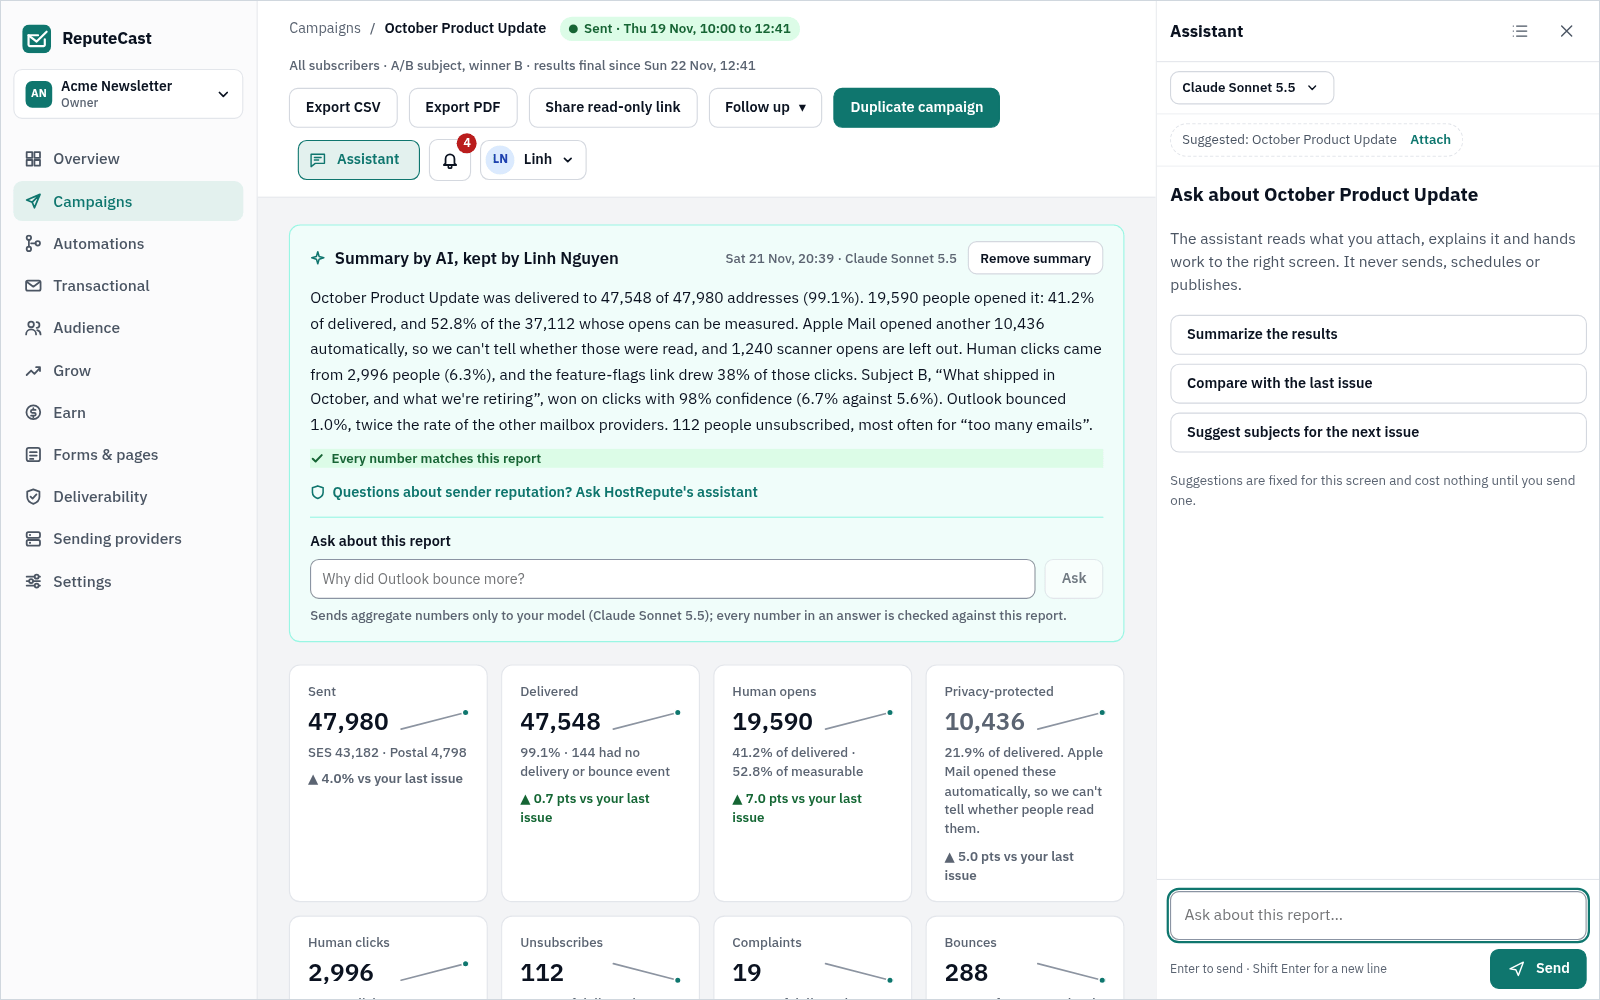 ReputeCast
AN
Acme Newsletter
Owner
Overview
Campaigns
Automations
Transactional
Audience
Grow
Earn
Forms & pages
Deliverability
Sending providers
Settings
Campaigns / October Product Update
Sent · Thu 19 Nov, 10:00 to 12:41
All subscribers · A/B subject, winner B · results final since Sun 22 Nov, 12:41
Export CSV
Export PDF
Share read-only link
Follow up ▾
Duplicate campaign
Assistant
4
LN
Linh
Summary by AI, kept by Linh Nguyen
Sat 21 Nov, 20:39 · Claude Sonnet 5.5
Remove summary
October Product Update was delivered to 47,548 of 47,980 addresses (99.1%). 19,590 people opened it: 41.2%
of delivered, and 52.8% of the 37,112 whose opens can be measured. Apple Mail opened another 10,436
automatically, so we can't tell whether those were read, and 1,240 scanner opens are left out. Human clicks came
from 2,996 people (6.3%), and the feature-flags link drew 38% of those clicks. Subject B, “What shipped in
October, and what we're retiring”, won on clicks with 98% confidence (6.7% against 5.6%). Outlook bounced
1.0%, twice the rate of the other mailbox providers. 112 people unsubscribed, most often for “too many emails”.
Every number matches this report
Questions about sender reputation? Ask HostRepute's assistant
Ask about this report
Why did Outlook bounce more?
Ask
Sends aggregate numbers only to your model (Claude Sonnet 5.5); every number in an answer is checked against this report.
Sent
47,980
SES 43,182 · Postal 4,798
▲ 4.0% vs your last issue
Delivered
47,548
99.1% · 144 had no
delivery or bounce event
▲ 0.7 pts vs your last
issue
Human opens
19,590
41.2% of delivered ·
52.8% of measurable
▲ 7.0 pts vs your last
issue
Privacy-protected
10,436
21.9% of delivered. Apple
Mail opened these
automatically, so we can't
tell whether people read
them.
▲ 5.0 pts vs your last
issue
Human clicks
2,996
Unsubscribes
112
Complaints
19
Bounces
288
Assistant
Claude Sonnet 5.5
Suggested: October Product Update Attach
Ask about October Product Update
The assistant reads what you attach, explains it and hands
work to the right screen. It never sends, schedules or
publishes.
Summarize the results
Compare with the last issue
Suggest subjects for the next issue
Suggestions are fixed for this screen and cost nothing until you send
one.
Ask about this report...
Enter to send · Shift Enter for a new line
Send